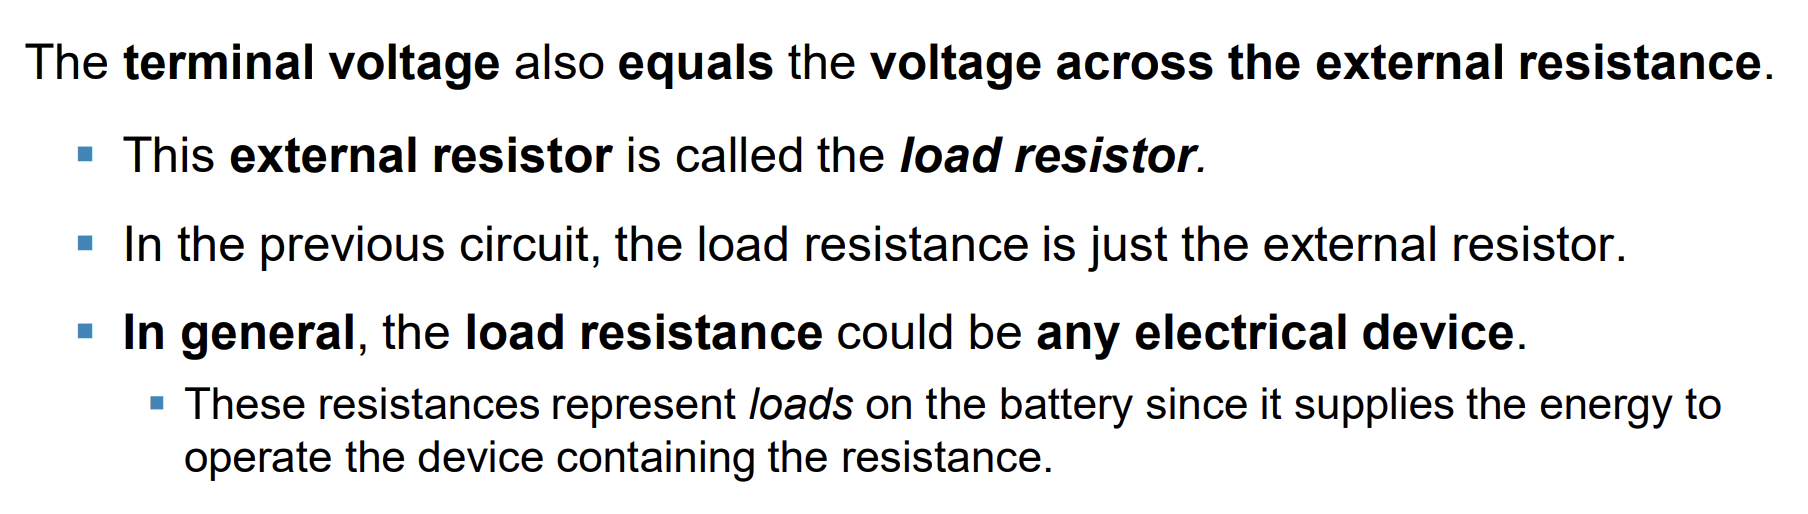 The terminal voltage also equals the voltage across the external resistance.
▪ This external resistor is called the load resistor.
▪ In the previous circuit, the load resistance is just the external resistor.
▪ In general, the load resistance could be any electrical device.
▪ These resistances represent loads on the battery since it supplies the energy to
operate the device containing the resistance.